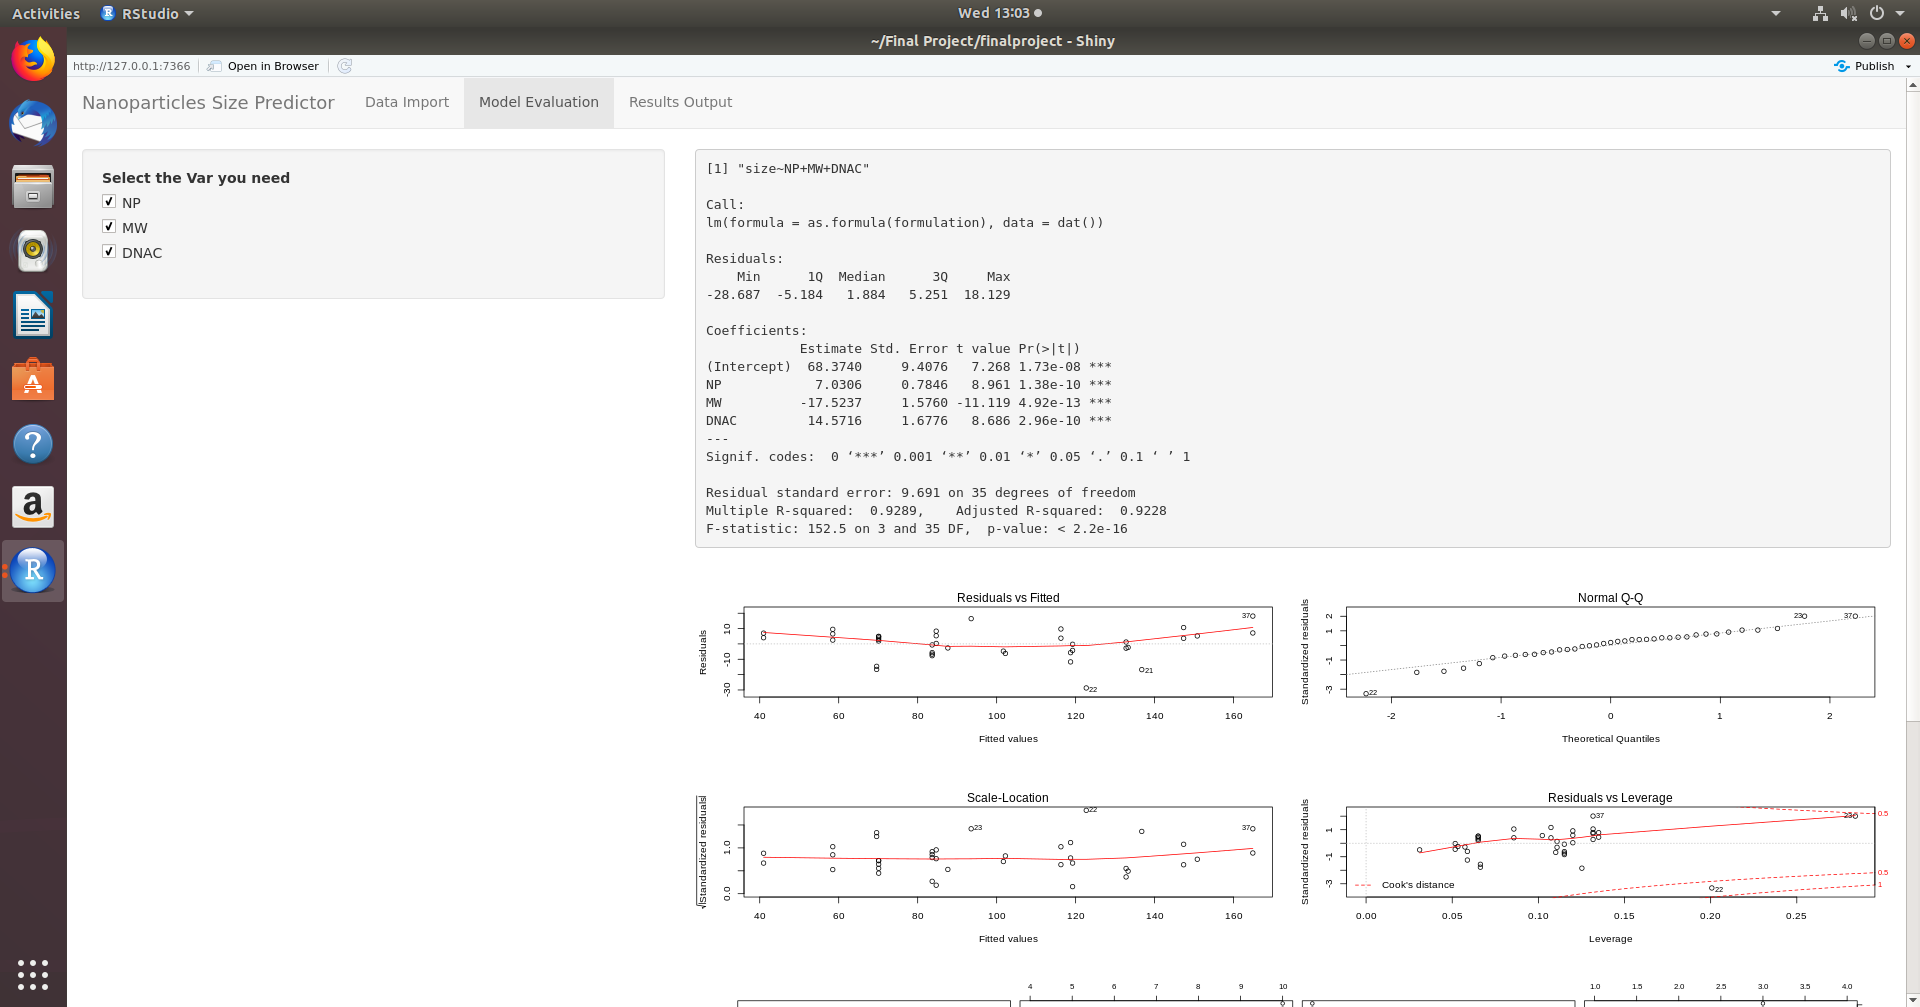 Activities RStudio Wed 13:03
~/Final Project/finalproject - Shiny
http://127.0.0.1:7366 Open in Browser Publish
Nanoparticles Size Predictor Data Import Model Evaluation Results Output
Select the Var you need
NP
MW
DNAC
[1] "size~NP+MW+DNAC"
Call:
lm(formula = as.formula(formulation), data = dat())
Residuals:
    Min      1Q  Median      3Q     Max
-28.687  -5.184   1.884   5.251  18.129
Coefficients:
            Estimate Std. Error t value Pr(>|t|)
(Intercept)  68.3740     9.4076   7.268 1.73e-08 ***
NP            7.0306     0.7846   8.961 1.38e-10 ***
MW          -17.5237     1.5760 -11.119 4.92e-13 ***
DNAC         14.5716     1.6776   8.686 2.96e-10 ***
---
Signif. codes:  0 ‘***’ 0.001 ‘**’ 0.01 ‘*’ 0.05 ‘.’ 0.1 ‘ ’ 1
Residual standard error: 9.691 on 35 degrees of freedom
Multiple R-squared:  0.9289,    Adjusted R-squared:  0.9228
F-statistic: 152.5 on 3 and 35 DF,  p-value: < 2.2e-16
Residuals vs Fitted
Residuals
10
-10
-30
37
21
22
40 60 80 100 120 140 160
Fitted values
Normal Q-Q
Standardized residuals
2
1
-1
-3
23
37
22
-2 -1 0 1 2
Theoretical Quantiles
Scale-Location
√|Standardized residuals|
1.0
0.0
22
23
37
40 60 80 100 120 140 160
Fitted values
Residuals vs Leverage
Standardized residuals
1
-1
-3
37
23
22
0.5
0.5
1
Cook's distance
0.00 0.05 0.10 0.15 0.20 0.25
Leverage
4 5 6 7 8 9 10
1.0 1.5 2.0 2.5 3.0 3.5 4.0